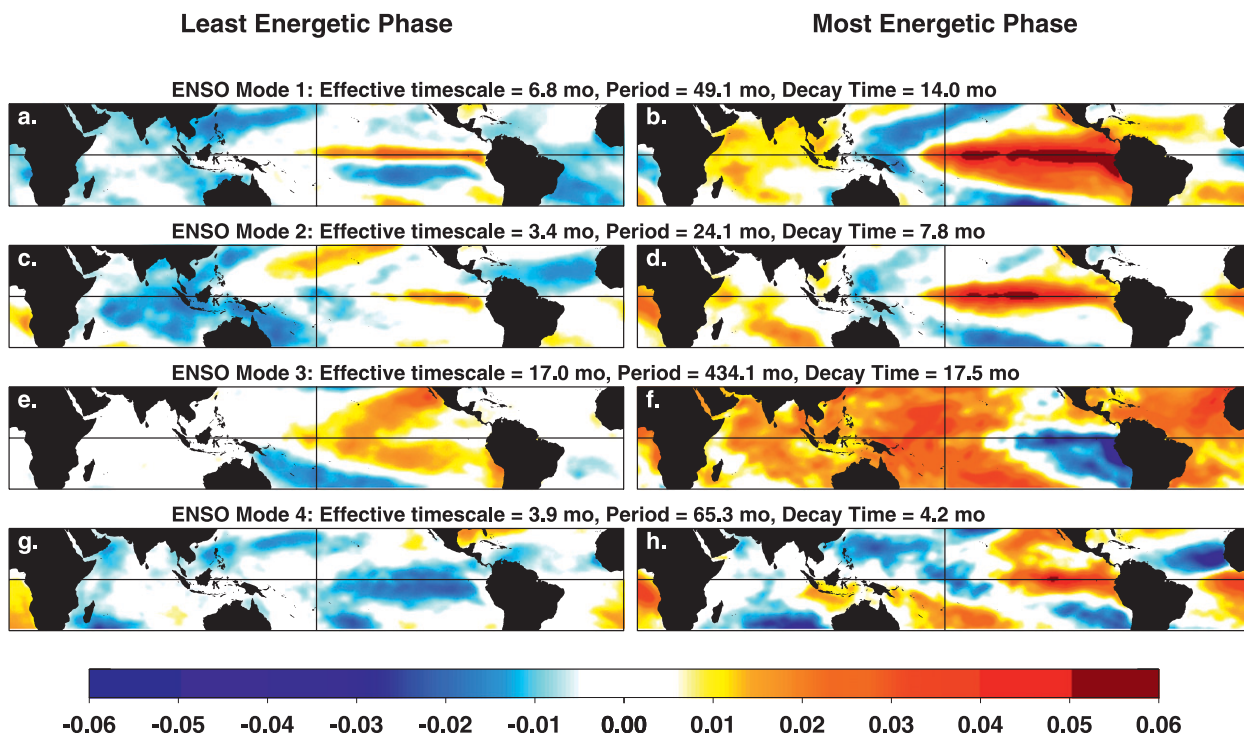 Least Energetic Phase Most Energetic Phase
ENSO Mode 1: Effective timescale = 6.8 mo, Period = 49.1 mo, Decay Time = 14.0 mo
a. b.
ENSO Mode 2: Effective timescale = 3.4 mo, Period = 24.1 mo, Decay Time = 7.8 mo
c. d.
ENSO Mode 3: Effective timescale = 17.0 mo, Period = 434.1 mo, Decay Time = 17.5 mo
e. f.
ENSO Mode 4: Effective timescale = 3.9 mo, Period = 65.3 mo, Decay Time = 4.2 mo
g. h.
-0.06 -0.05 -0.04 -0.03 -0.02 -0.01 0.00 0.01 0.02 0.03 0.04 0.05 0.06